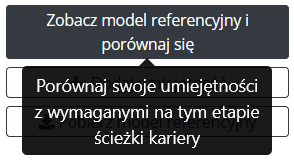 Zobacz model referencyjny i
porównaj się
Porównaj swoje umiejętności
z wymaganymi na tym etapie
ścieżki kariery